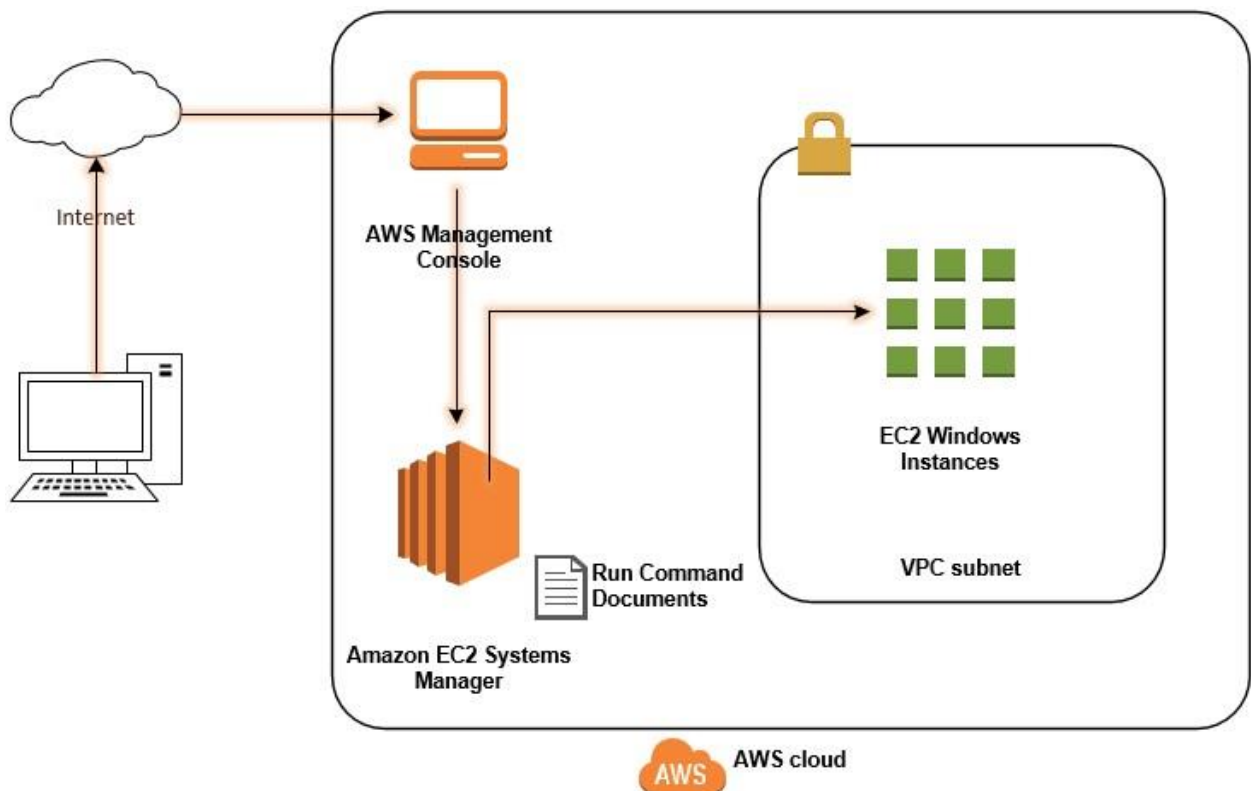 Internet
AWS Management
Console
EC2 Windows
Instances
VPC subnet
Run Command
Documents
Amazon EC2 Systems
Manager
AWS
AWS cloud